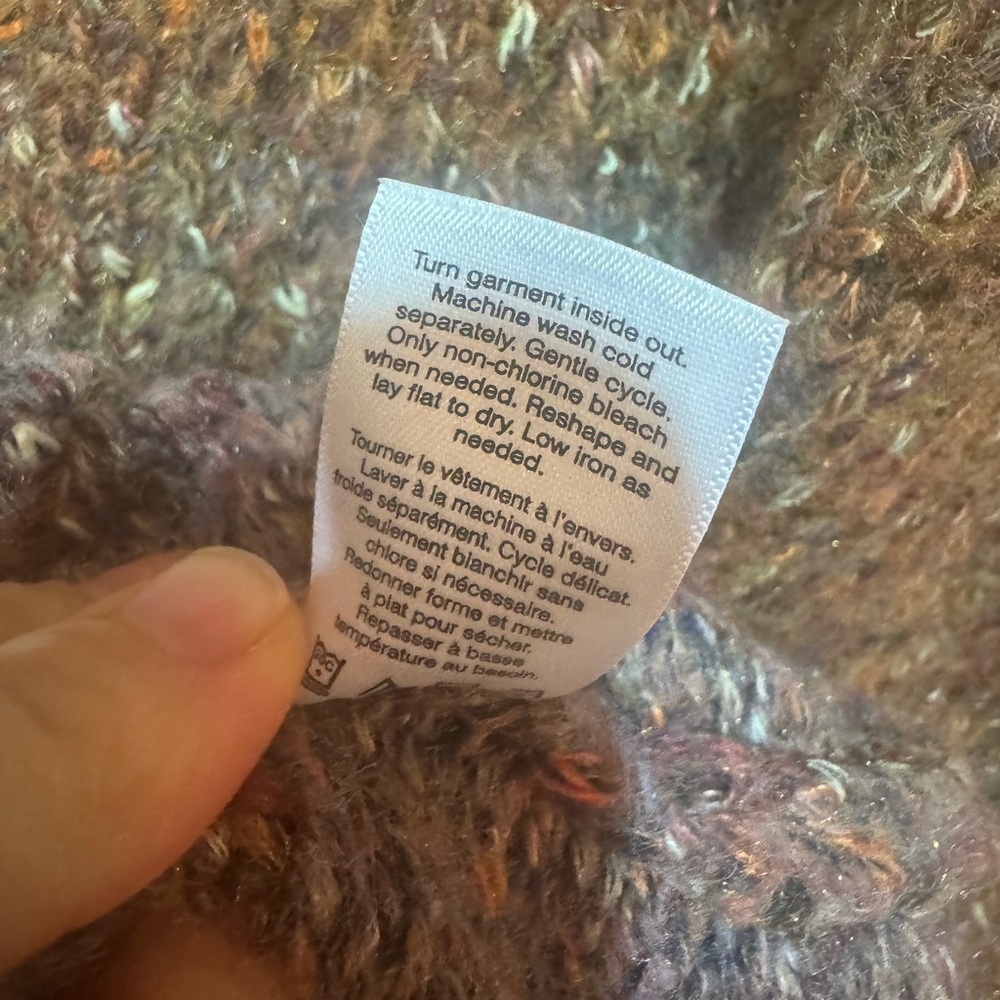 Turn garment inside out.
Machine wash cold
separately. Gentle cycle.
Only non-chlorine bleach
when needed. Reshape and
lay flat to dry. Low iron as
needed.
Tourner le vêtement à l'envers.
Laver à la machine à l'eau
froide séparément. Cycle délicat.
Seulement blanchir sans
chlore si nécessaire.
Redonner forme et mettre
à plat pour sécher.
Repasser à basse
température au besoin.